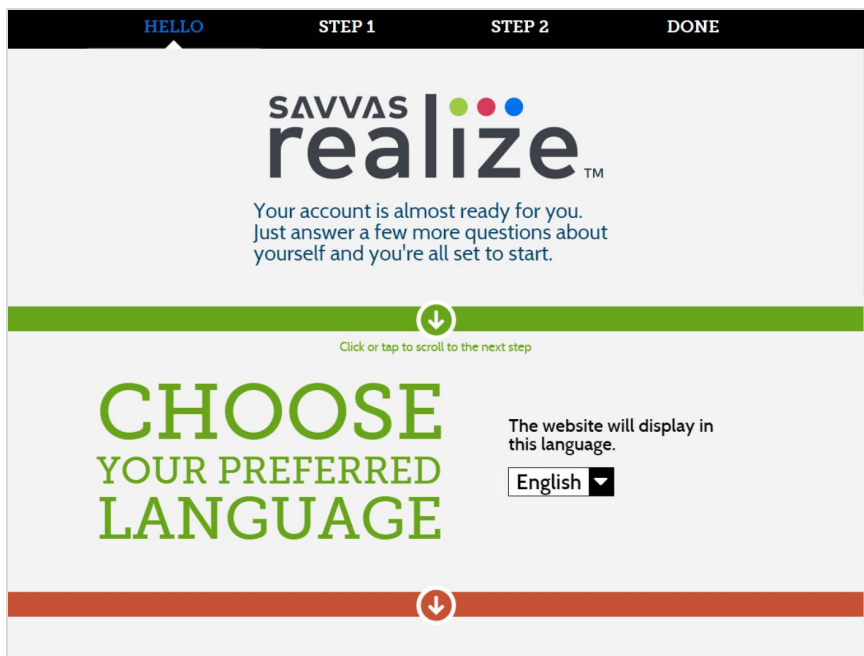 HELLO STEP 1 STEP 2 DONE
SAVVAS
realize™
Your account is almost ready for you.
Just answer a few more questions about
yourself and you're all set to start.
Click or tap to scroll to the next step
CHOOSE
YOUR PREFERRED
LANGUAGE
The website will display in
this language.
English